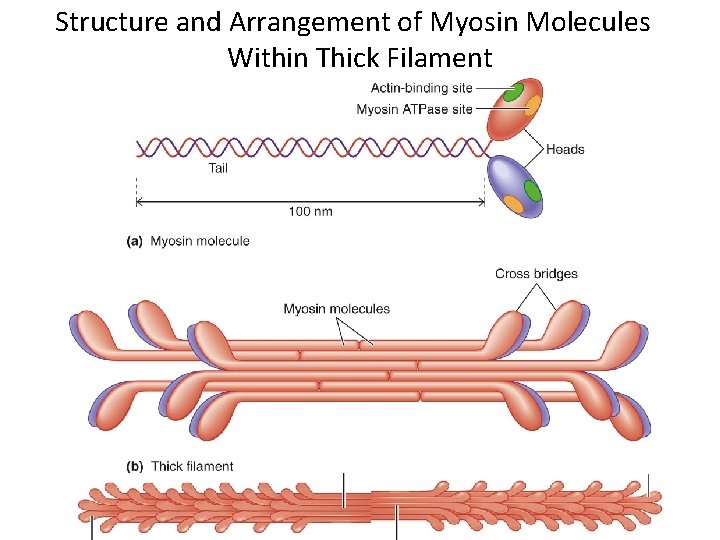 Structure and Arrangement of Myosin Molecules
Within Thick Filament
Actin-binding site
Myosin ATPase site
Heads
Tail
100 nm
(a) Myosin molecule
Cross bridges
Myosin molecules
(b) Thick filament